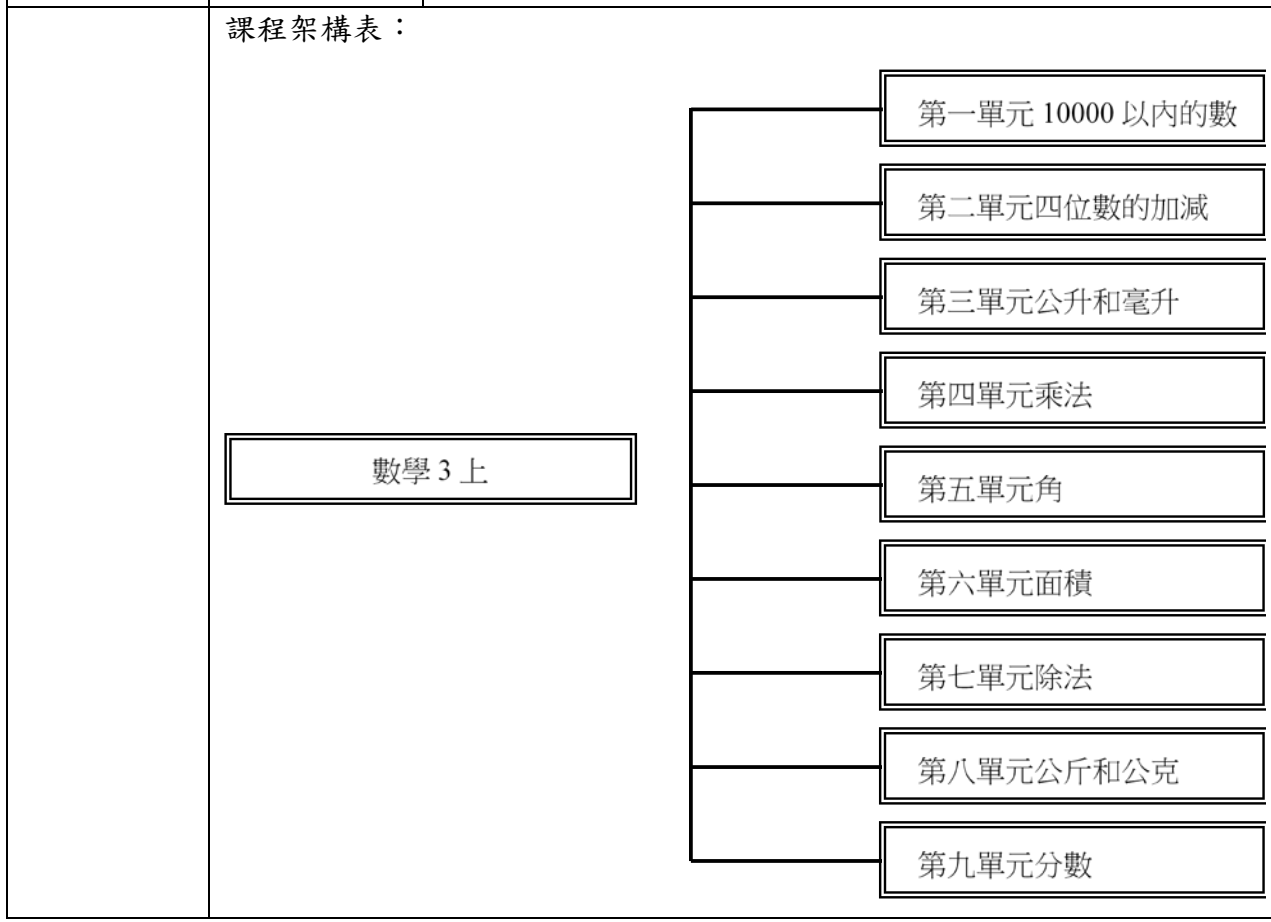 課程架構表：
第一單元 10000 以內的數
第二單元四位數的加減
第三單元公升和毫升
第四單元乘法
數學 3 上
第五單元角
第六單元面積
第七單元除法
第八單元公斤和公克
第九單元分數